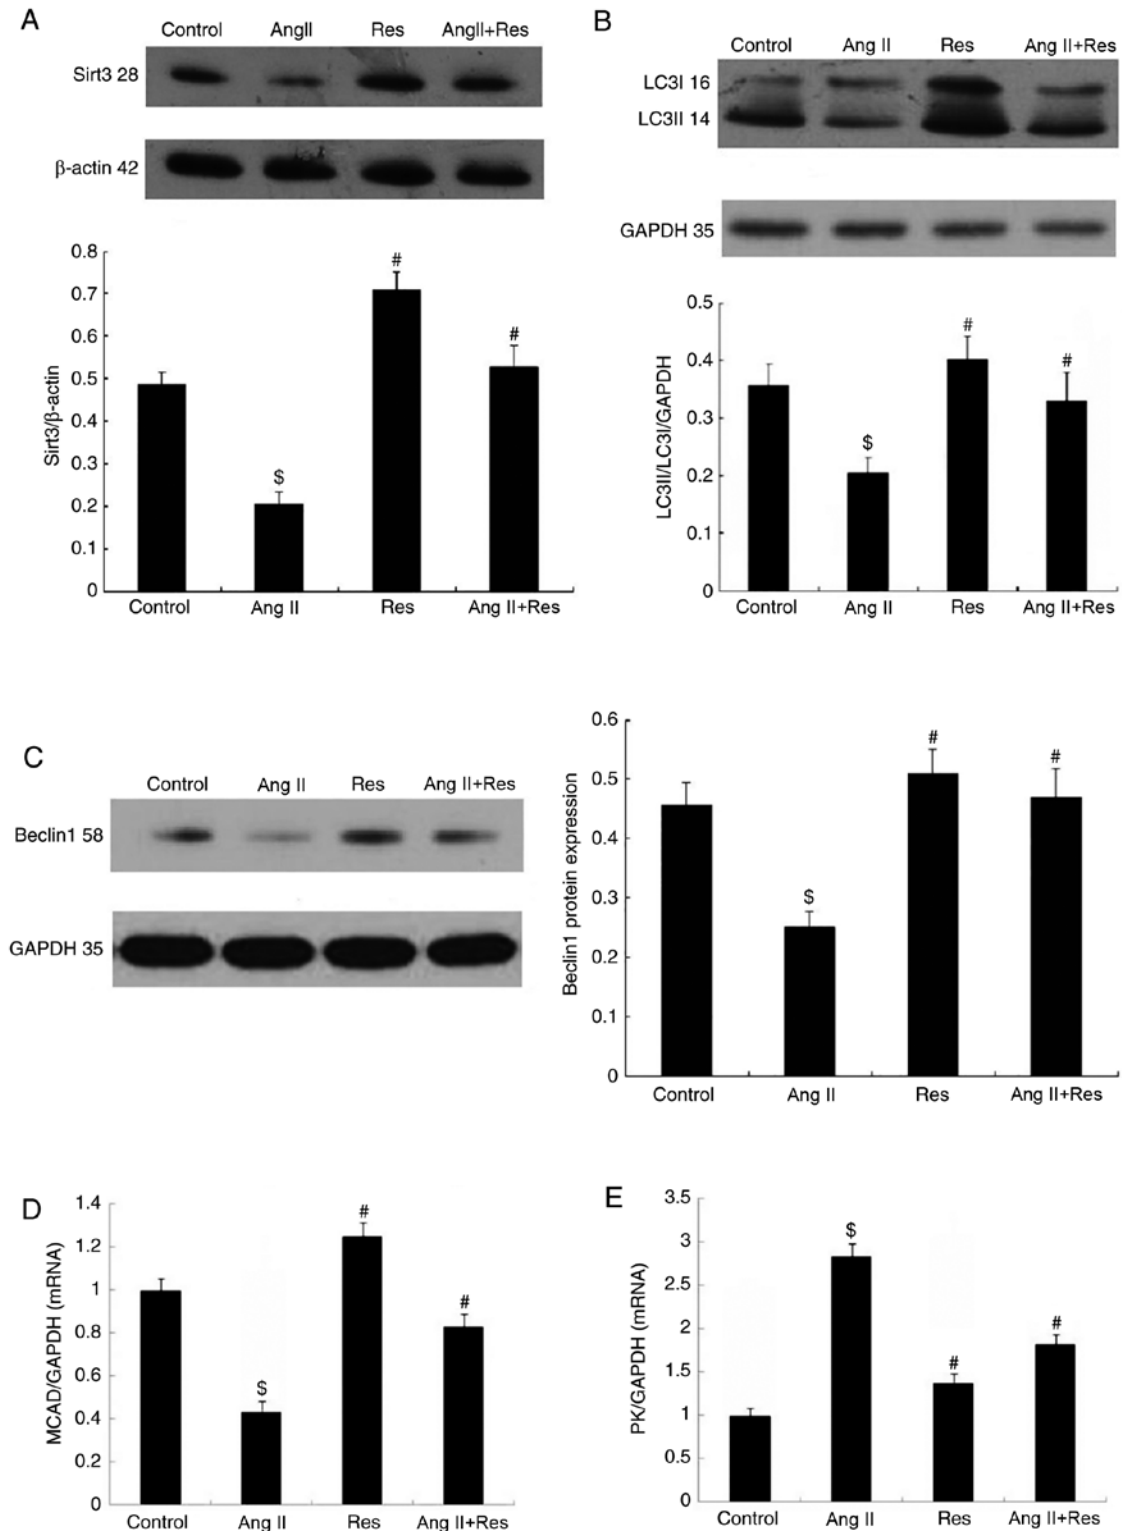 A
Control AngII Res AngII+Res
Sirt3 28
β-actin 42
Sirt3/β-actin
0.8
0.7
0.6
0.5
0.4
0.3
0.2
0.1
0
$
#
#
Control Ang II Res Ang II+Res
B
Control Ang II Res Ang II+Res
LC3I 16
LC3II 14
GAPDH 35
LC3II/LC3I/GAPDH
0.5
0.4
0.3
0.2
0.1
0
$
#
#
Control Ang II Res Ang II+Res
C
Control Ang II Res Ang II+Res
Beclin1 58
GAPDH 35
Beclin1 protein expression
0.6
0.5
0.4
0.3
0.2
0.1
0
$
#
#
Control Ang II Res Ang II+Res
D
MCAD/GAPDH (mRNA)
1.4
1.2
1
0.8
0.6
0.4
0.2
0
$
#
#
Control Ang II Res Ang II+Res
E
PK/GAPDH (mRNA)
3.5
3
2.5
2
1.5
1
0.5
0
$
#
#
Control Ang II Res Ang II+Res